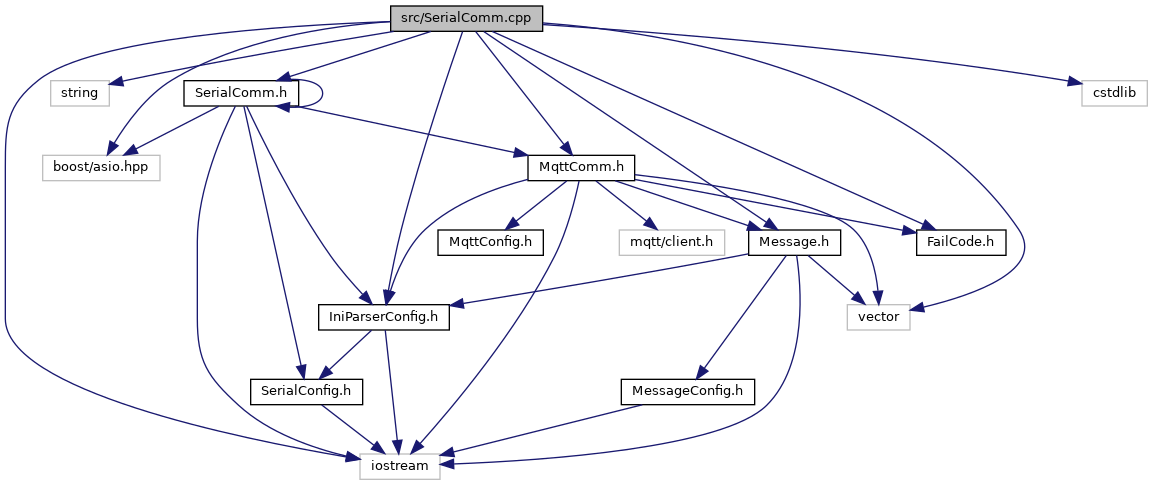 src/SerialComm.cpp
string
SerialComm.h
cstdlib
boost/asio.hpp
MqttComm.h
MqttConfig.h
mqtt/client.h
Message.h
FailCode.h
IniParserConfig.h
vector
SerialConfig.h
MessageConfig.h
iostream